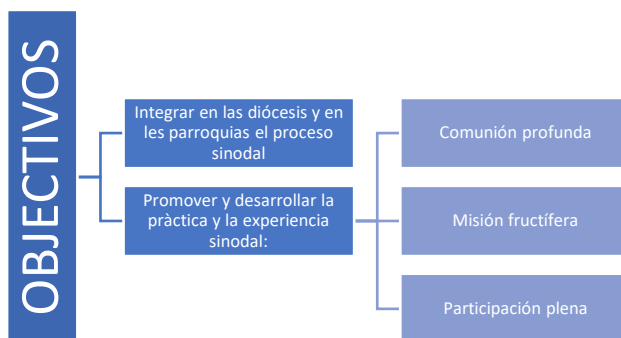 OBJECTIVOS
Integrar en las diócesis y en
les parroquias el proceso
sinodal
Promover y desarrollar la
pràctica y la experiencia
sinodal:
Comunión profunda
Misión fructífera
Participación plena